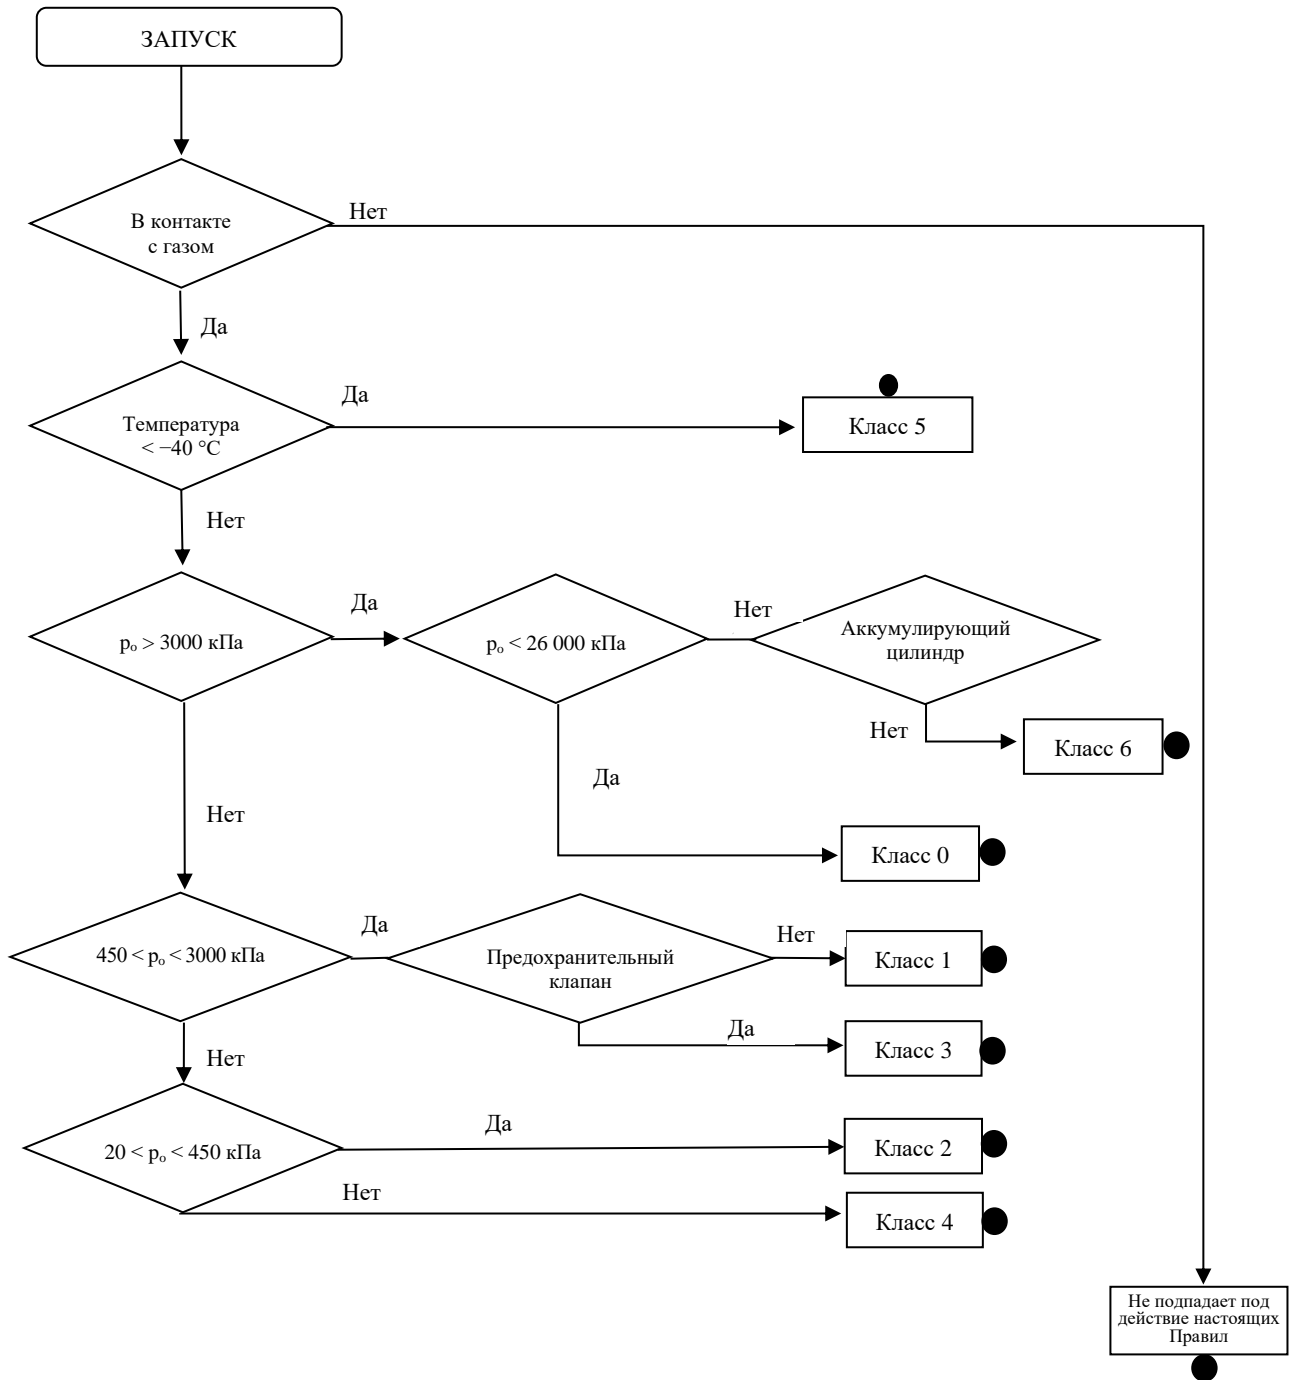 ЗАПУСК
В контакте
с газом
Нет
Да
Температура
< −40 °C
Да
Класс 5
Нет
pₒ > 3000 кПа
Да
pₒ < 26 000 кПа
Нет
Аккумулирующий
цилиндр
Нет
Класс 6
Да
Нет
Класс 0
450 < pₒ < 3000 кПа
Да
Предохранительный
клапан
Нет
Класс 1
Да
Класс 3
Нет
20 < pₒ < 450 кПа
Да
Класс 2
Нет
Класс 4
Не подпадает под
действие настоящих
Правил